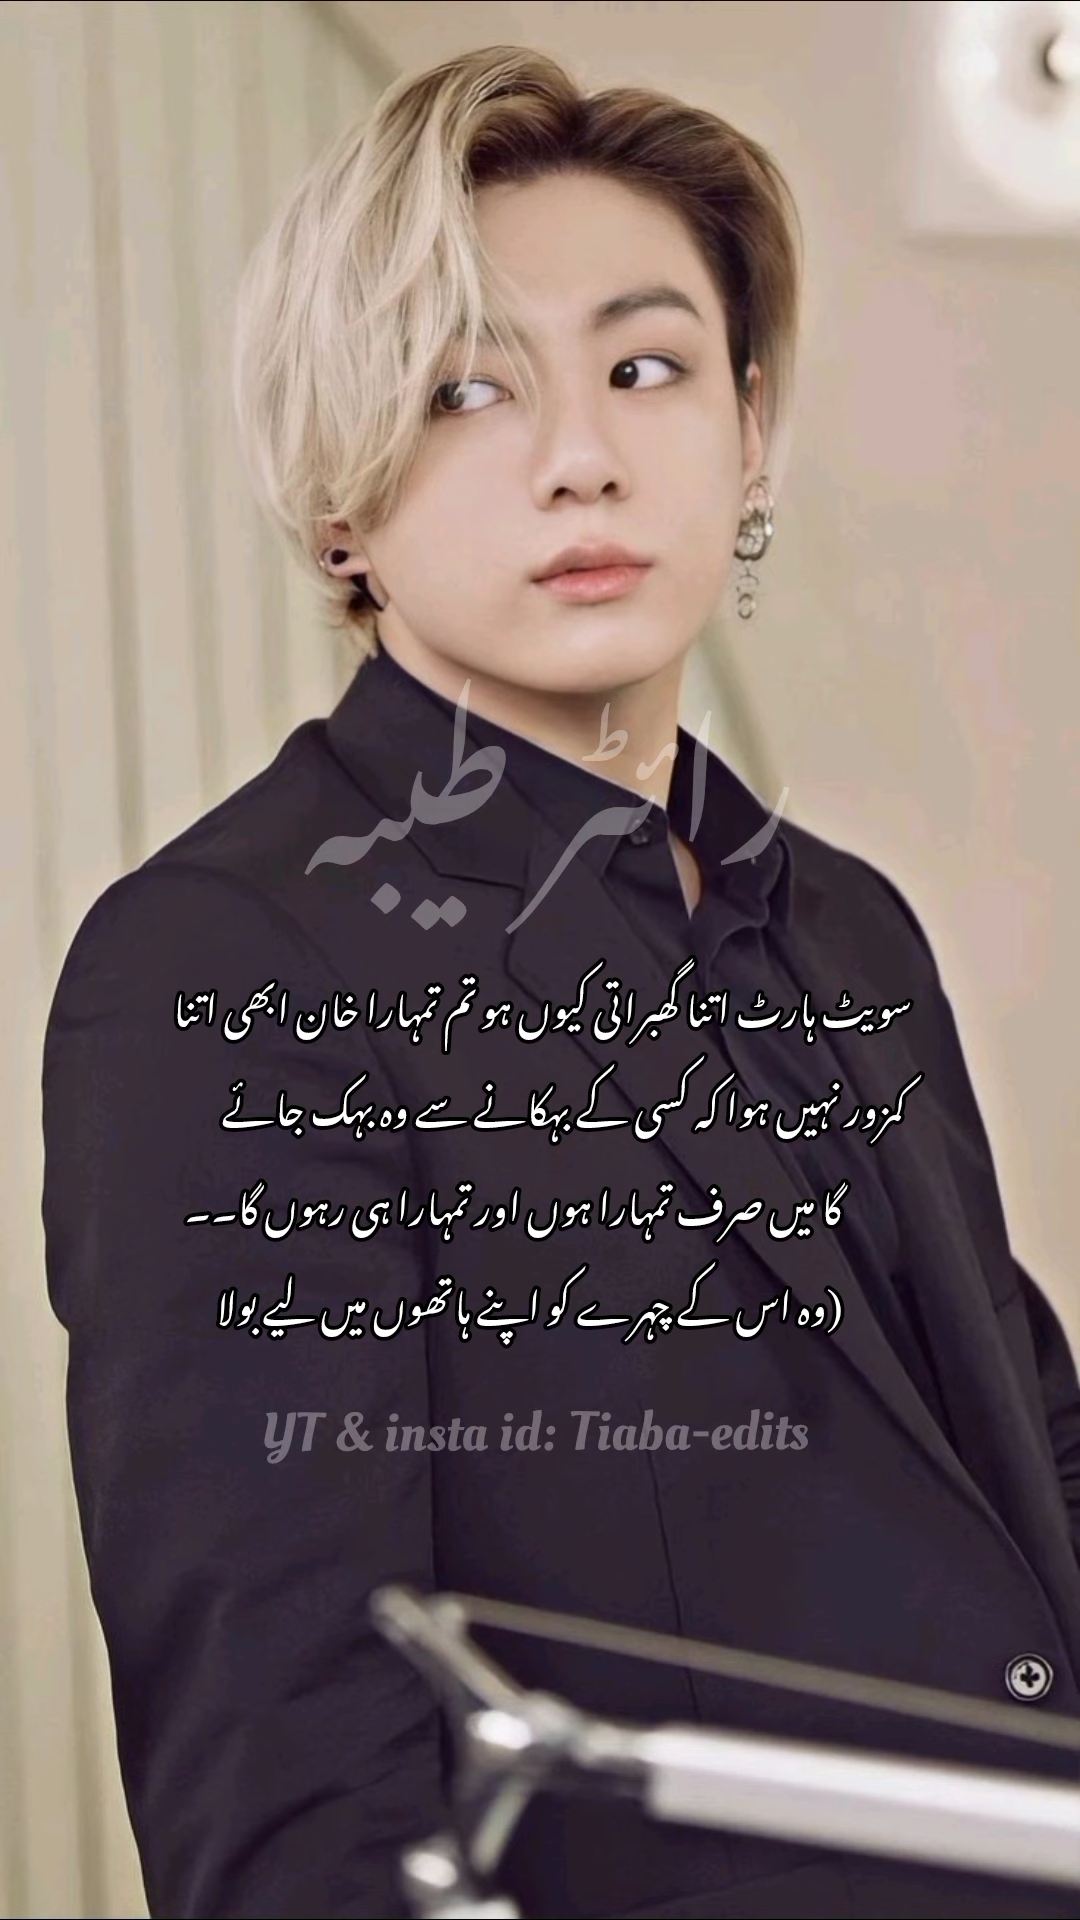 رائٹر طیبہ
سویٹ ہارٹ اتنا گھبراتی کیوں ہو تم تمہارا خان ابھی اتنا
کمزور نہیں ہوا کہ کسی کے بہکانے سے وہ بہک جائے
گا میں صرف تمہارا ہوں اور تمہارا ہی رہوں گا۔۔
(وہ اس کے چہرے کو اپنے ہاتھوں میں لیے بولا
YT & insta id: Tiaba-edits